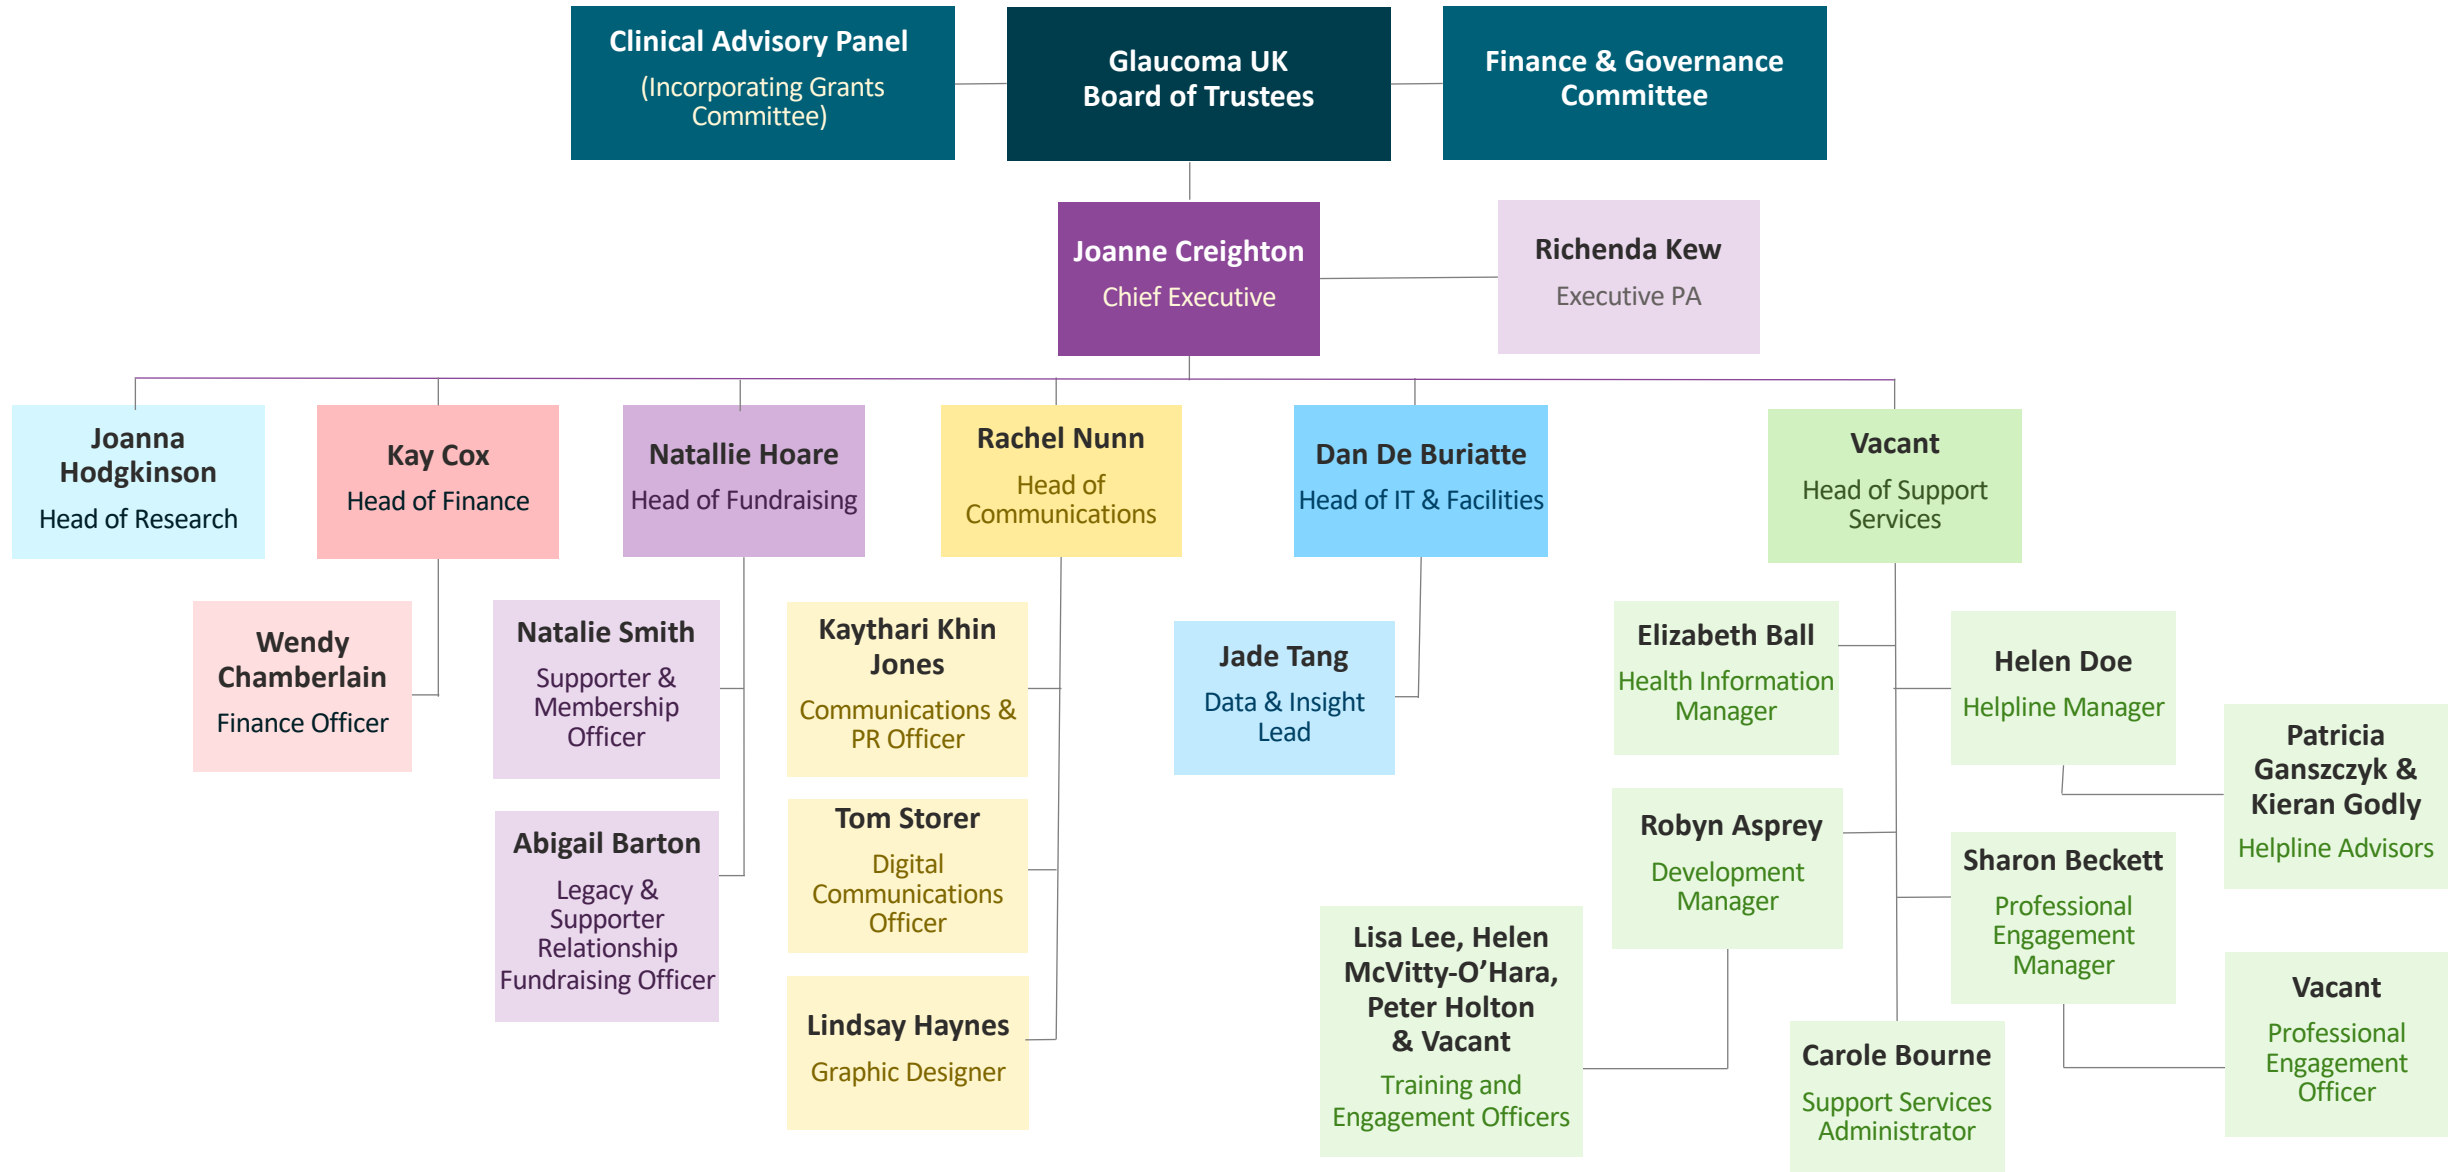 Clinical Advisory Panel
(Incorporating Grants
Committee)
Glaucoma UK
Board of Trustees
Finance & Governance
Committee
Joanne Creighton
Chief Executive
Richenda Kew
Executive PA
Joanna
Hodgkinson
Head of Research
Kay Cox
Head of Finance
Natallie Hoare
Head of Fundraising
Rachel Nunn
Head of
Communications
Dan De Buriatte
Head of IT & Facilities
Vacant
Head of Support
Services
Wendy
Chamberlain
Finance Officer
Natalie Smith
Supporter &
Membership
Officer
Abigail Barton
Legacy &
Supporter
Relationship
Fundraising Officer
Kaythari Khin
Jones
Communications &
PR Officer
Tom Storer
Digital
Communications
Officer
Lindsay Haynes
Graphic Designer
Jade Tang
Data & Insight
Lead
Elizabeth Ball
Health Information
Manager
Helen Doe
Helpline Manager
Patricia
Ganszczyk &
Kieran Godly
Helpline Advisors
Robyn Asprey
Development
Manager
Sharon Beckett
Professional
Engagement
Manager
Lisa Lee, Helen
McVitty-O’Hara,
Peter Holton
& Vacant
Training and
Engagement Officers
Carole Bourne
Support Services
Administrator
Vacant
Professional
Engagement
Officer